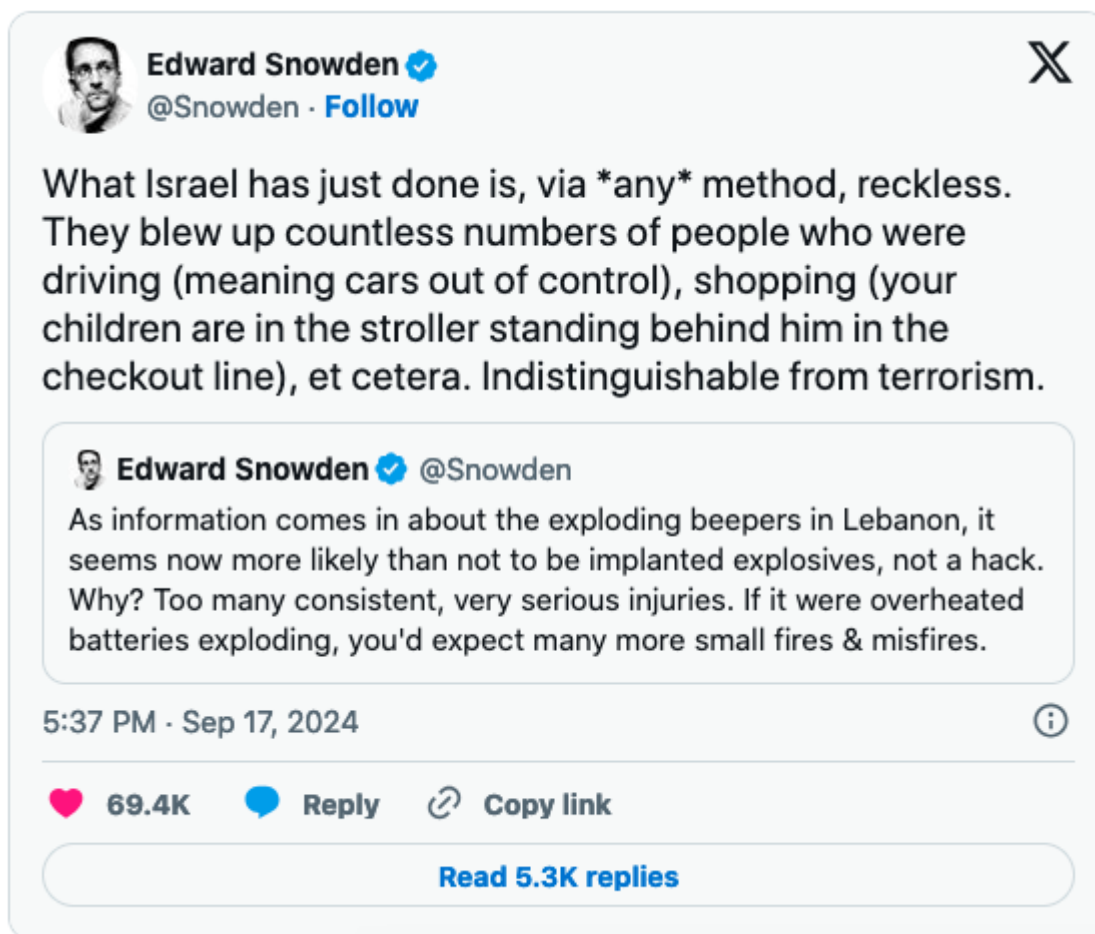 Edward Snowden
@Snowden · Follow
What Israel has just done is, via *any* method, reckless.
They blew up countless numbers of people who were
driving (meaning cars out of control), shopping (your
children are in the stroller standing behind him in the
checkout line), et cetera. Indistinguishable from terrorism.
Edward Snowden @Snowden
As information comes in about the exploding beepers in Lebanon, it
seems now more likely than not to be implanted explosives, not a hack.
Why? Too many consistent, very serious injuries. If it were overheated
batteries exploding, you'd expect many more small fires & misfires.
5:37 PM · Sep 17, 2024
69.4K Reply Copy link
Read 5.3K replies